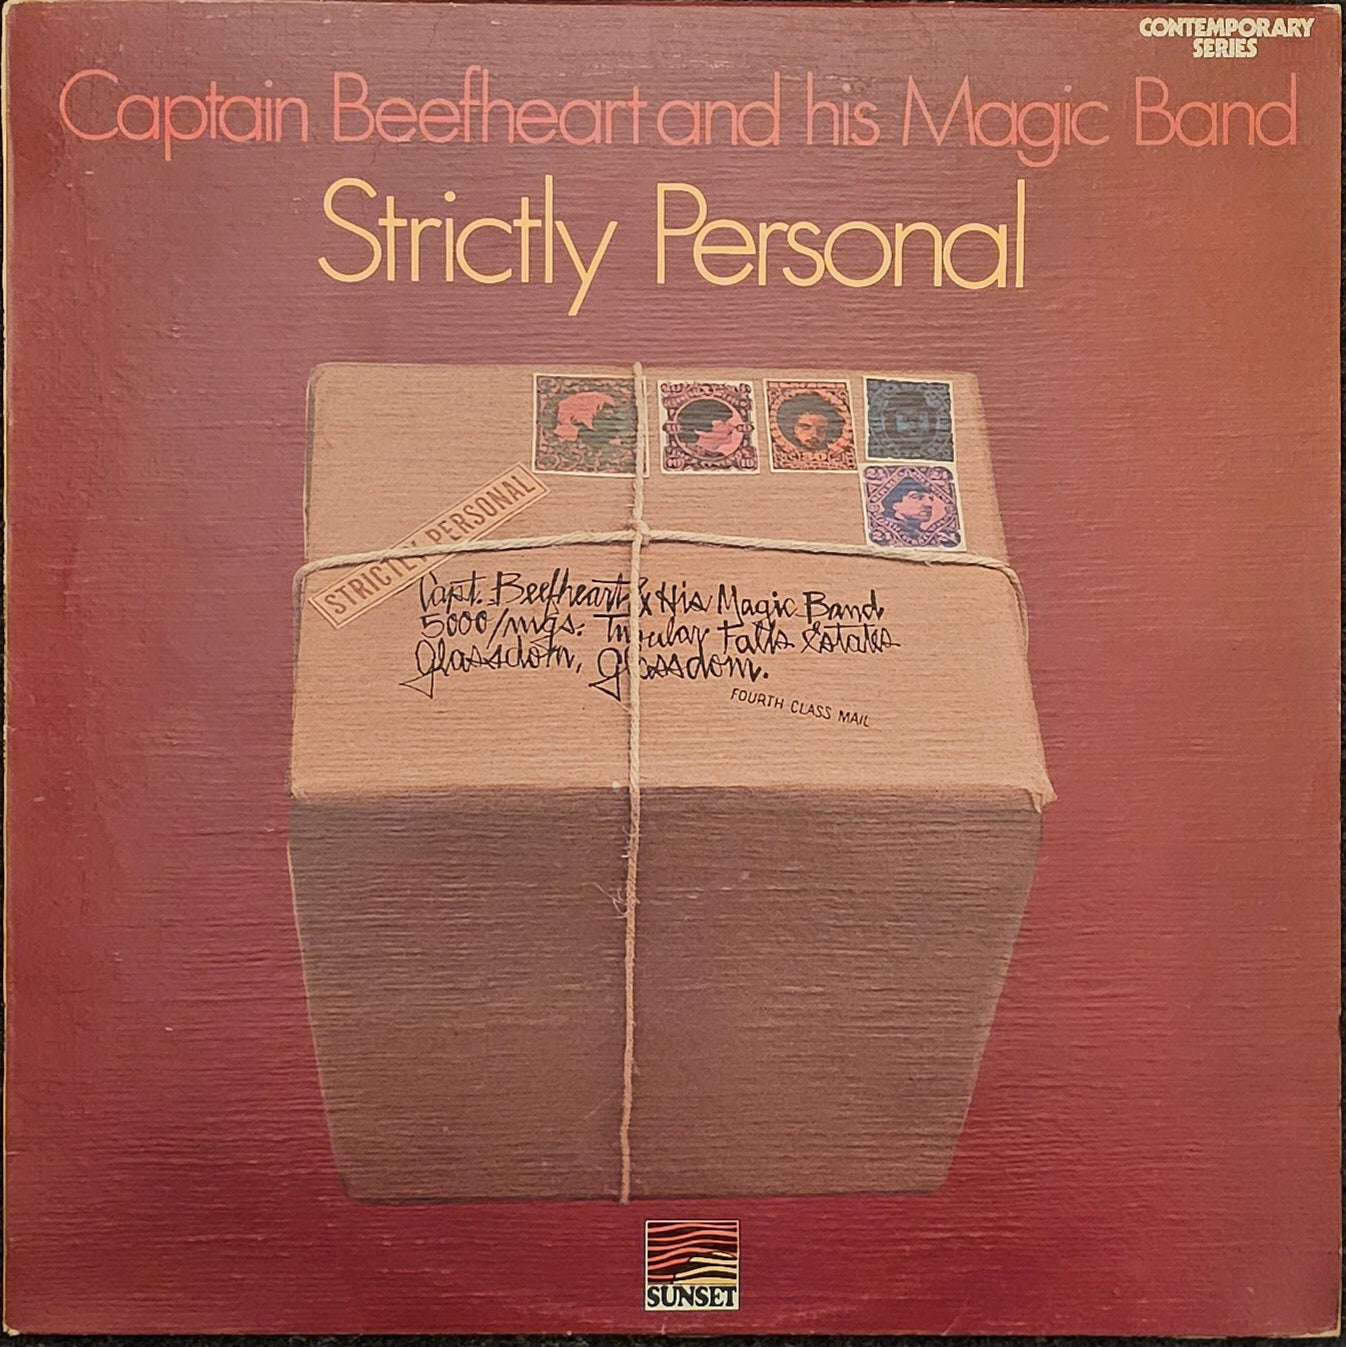 CONTEMPORARY
SERIES
Captain Beefheart and his Magic Band
Strictly Personal
STRICTLY PERSONAL
Capt. Beefheart & His Magic Band
5000/mgs: Tubular Falls Estates
Glassdom, Glassdom.
FOURTH CLASS MAIL
SUNSET